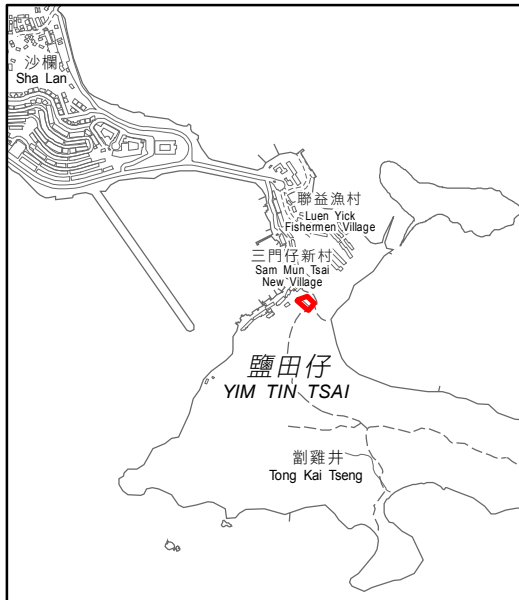 沙欄
Sha Lan
聯益漁村
Luen Yick
Fishermen Village
三門仔新村
Sam Mun Tsai
New Village
鹽田仔
YIM TIN TSAI
劏雞井
Tong Kai Tseng